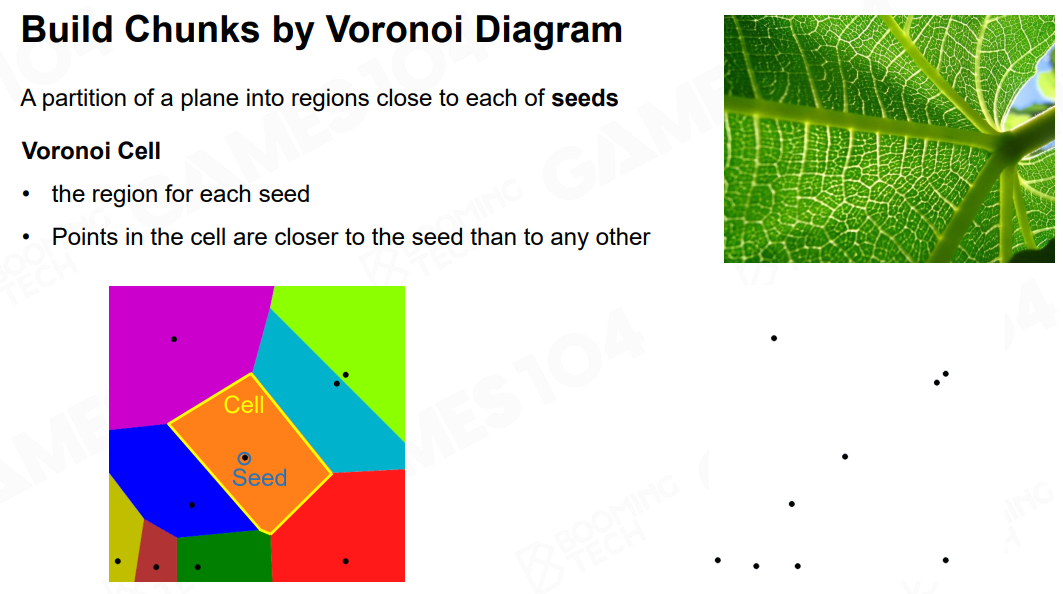 Build Chunks by Voronoi Diagram
A partition of a plane into regions close to each of seeds
Voronoi Cell
• the region for each seed
• Points in the cell are closer to the seed than to any other
Cell
Seed
GAMES104
BOOMING
TECH